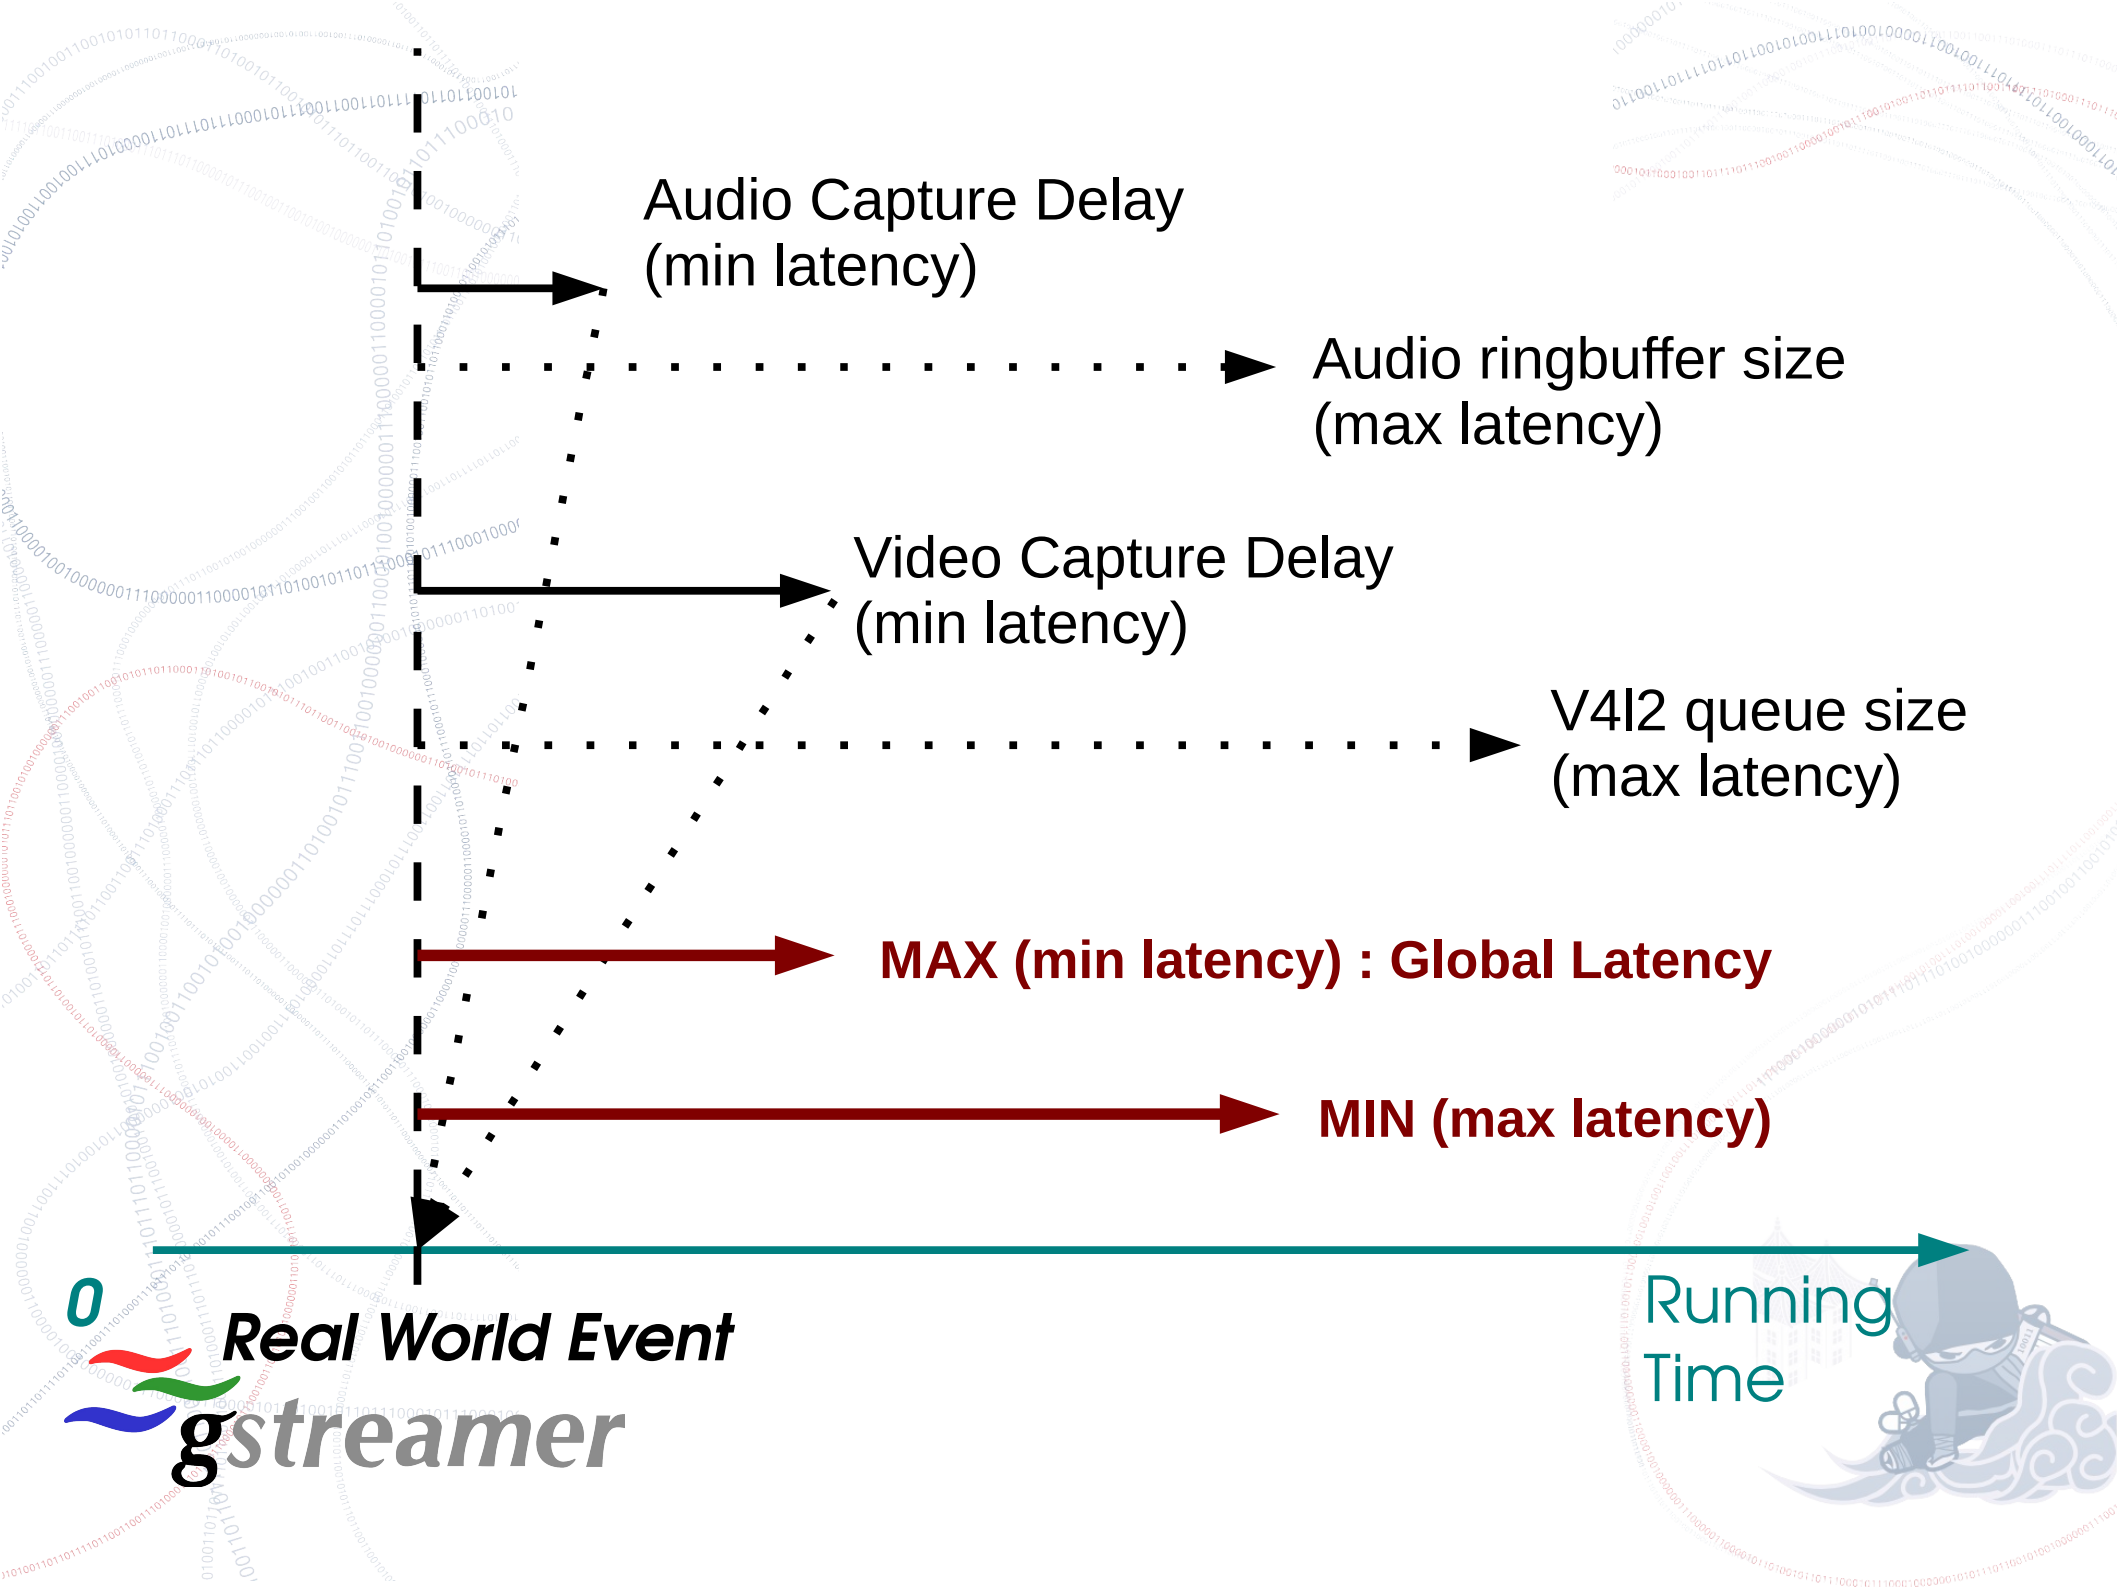 Audio Capture Delay
(min latency)
Audio ringbuffer size
(max latency)
Video Capture Delay
(min latency)
V4l2 queue size
(max latency)
MAX (min latency) : Global Latency
MIN (max latency)
0
Real World Event
Running
Time
gstreamer